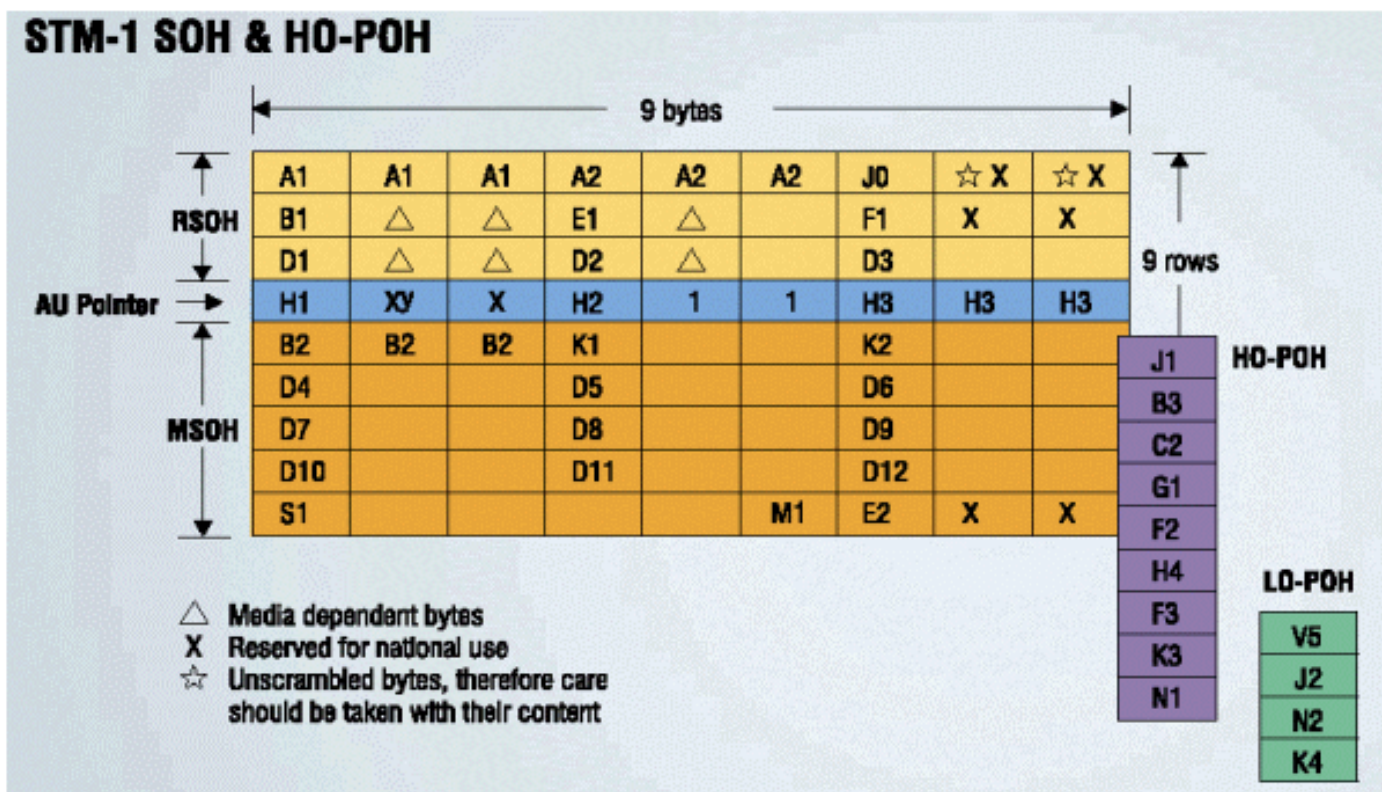 STM-1 SOH & HO-POH
9 bytes
A1 A1 A1 A2 A2 A2 J0 ☆ X ☆ X
RSOH B1 △ △ E1 △ F1 X X
D1 △ △ D2 △ D3 9 rows
AU Pointer H1 Xy X H2 1 1 H3 H3 H3
B2 B2 B2 K1 K2
D4 D5 D6
MSOH D7 D8 D9
D10 D11 D12
S1 M1 E2 X X
HO-POH
J1
B3
C2
G1
F2
H4
F3
K3
N1
LO-POH
V5
J2
N2
K4
△ Media dependent bytes
X Reserved for national use
☆ Unscrambled bytes, therefore care
should be taken with their content